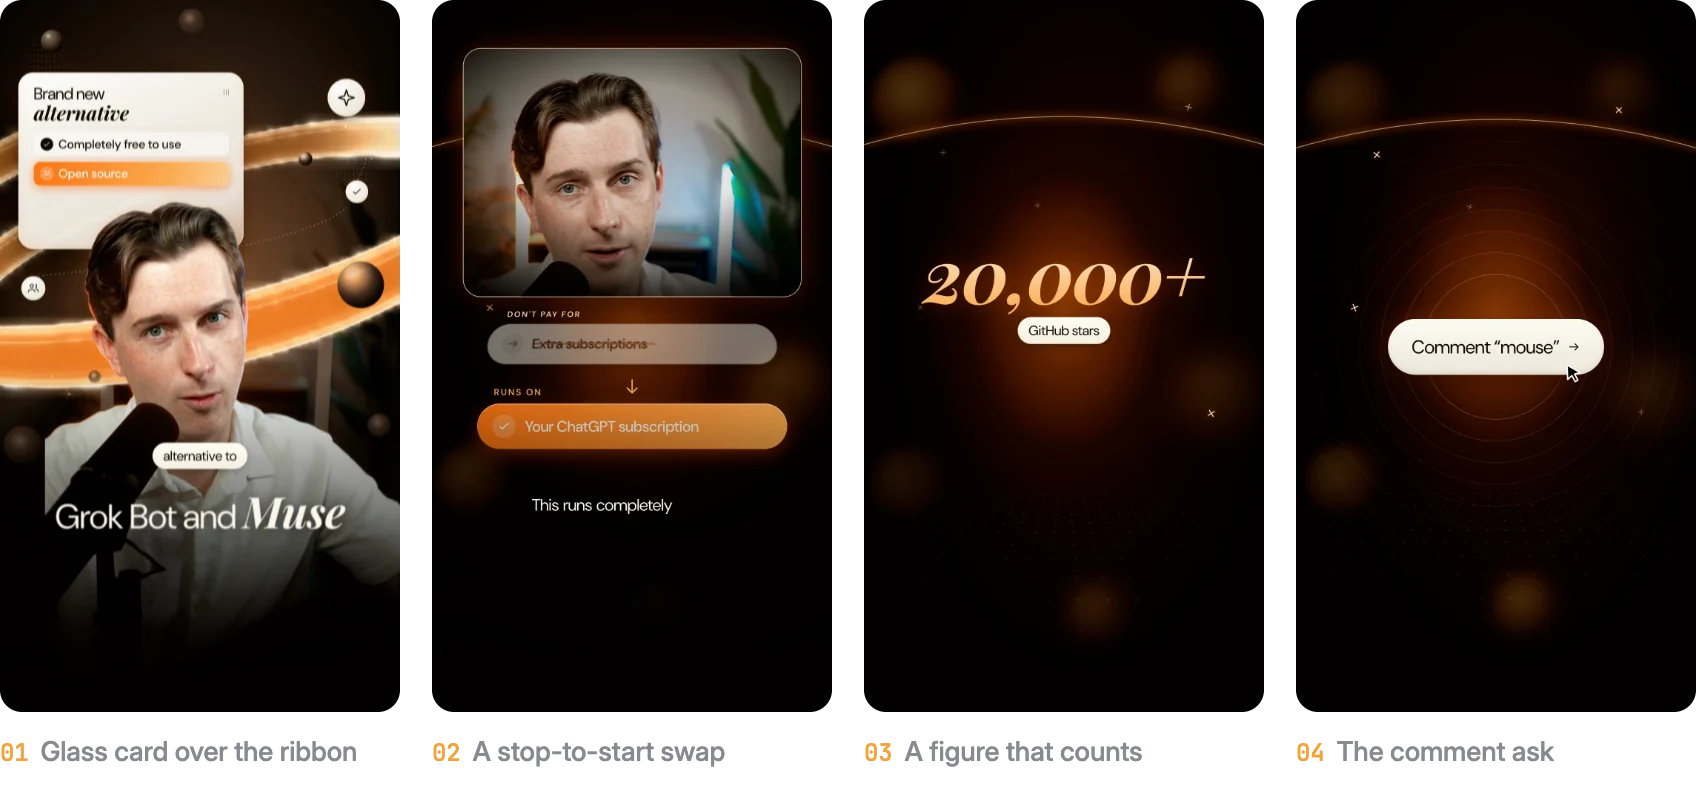 Brand new
alternative
Completely free to use
Open source
alternative to
Grok Bot and Muse
01 Glass card over the ribbon
DON'T PAY FOR
Extra subscriptions
RUNS ON
Your ChatGPT subscription
This runs completely
02 A stop-to-start swap
20,000+
GitHub stars
03 A figure that counts
Comment “mouse”
04 The comment ask